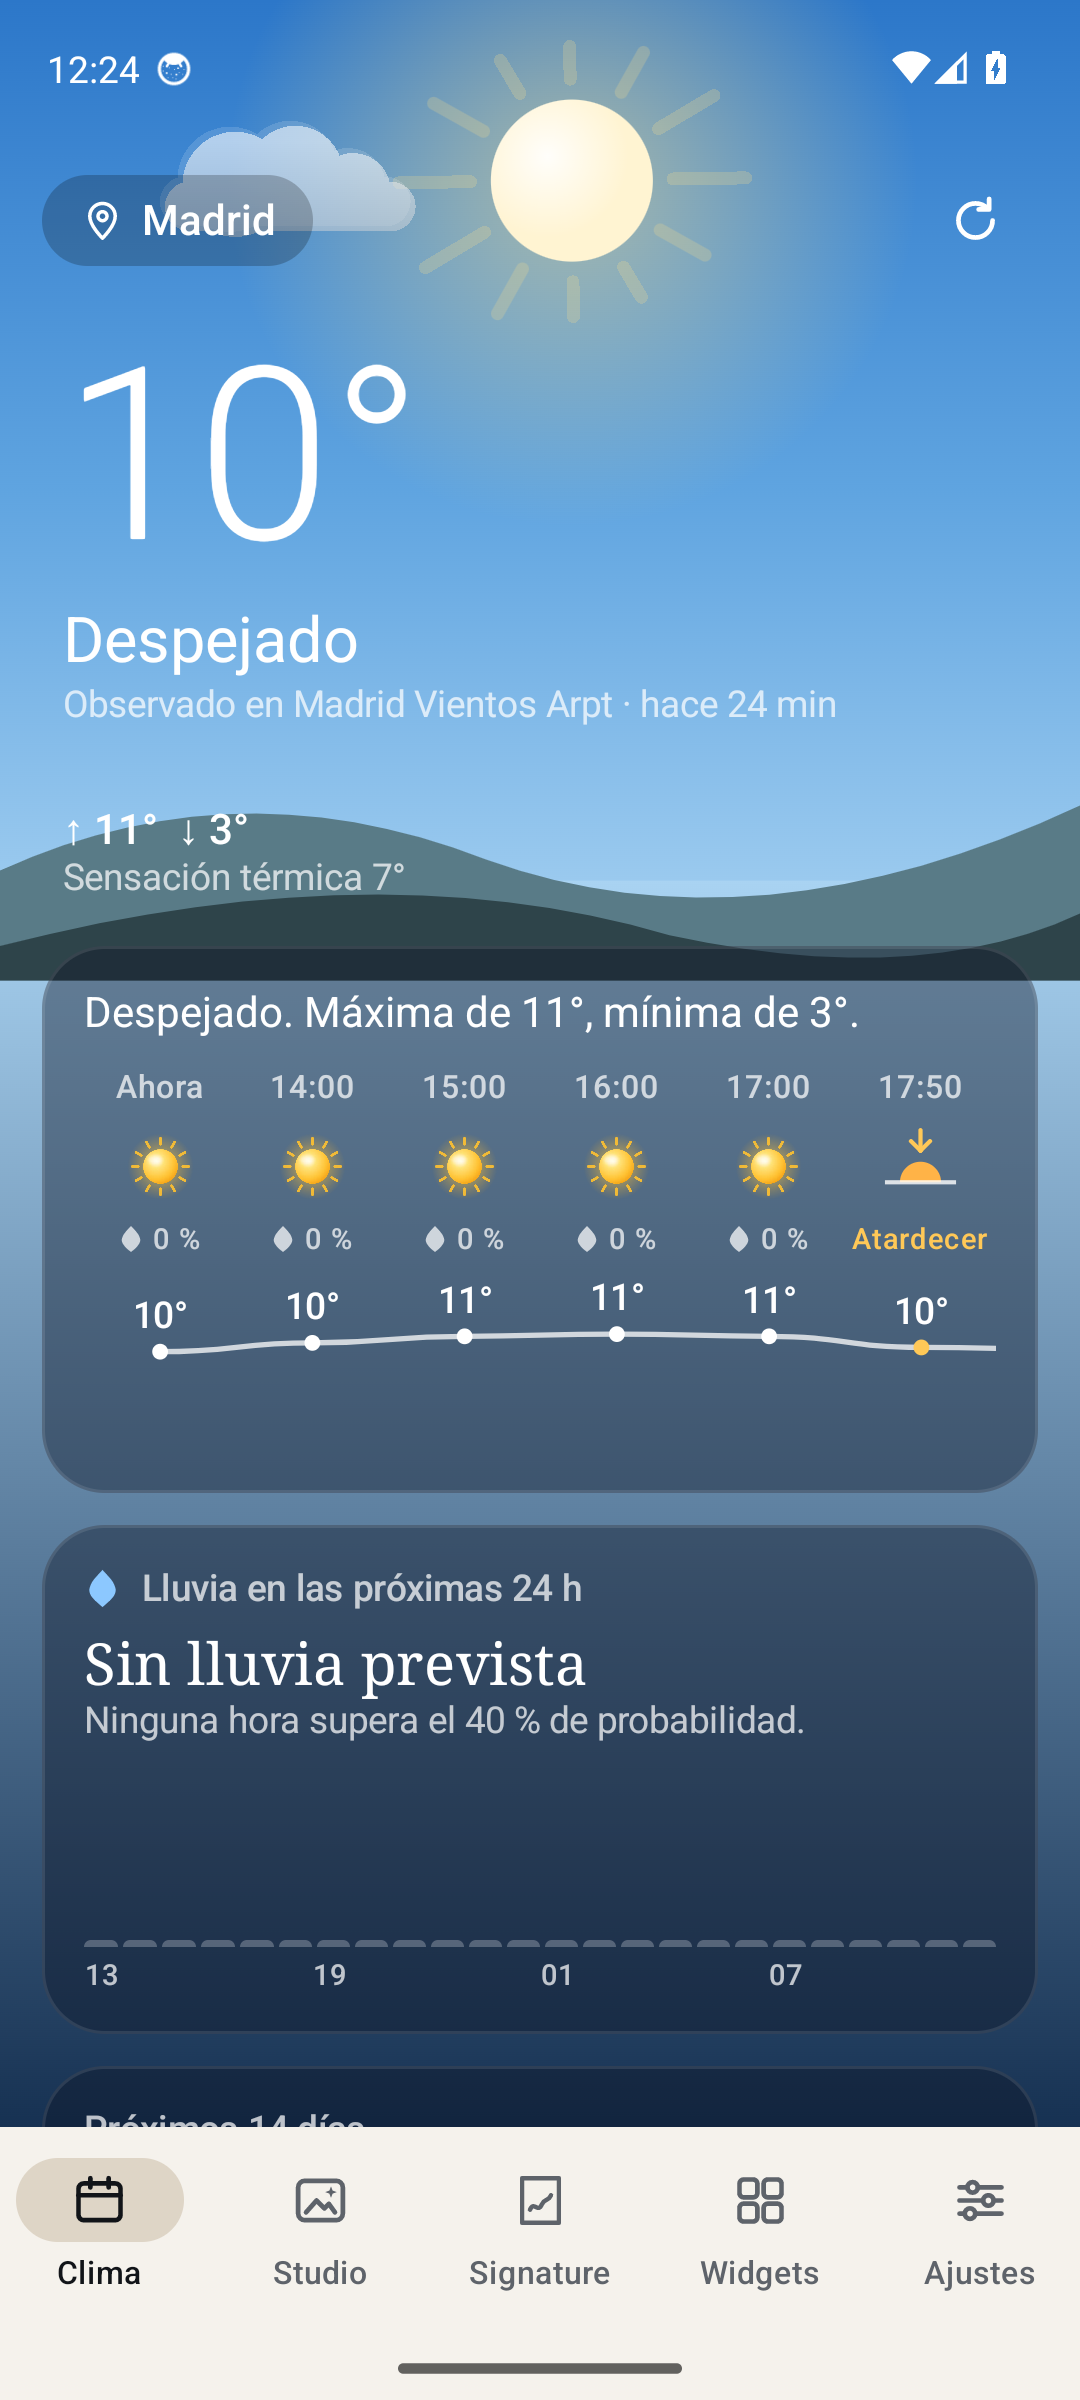 12:24
Madrid
10°
Despejado
Observado en Madrid Vientos Arpt · hace 24 min
↑ 11° ↓ 3°
Sensación térmica 7°
Despejado. Máxima de 11°, mínima de 3°.
Ahora 14:00 15:00 16:00 17:00 17:50
0 % 0 % 0 % 0 % 0 % Atardecer
10° 10° 11° 11° 11° 10°
Lluvia en las próximas 24 h
Sin lluvia prevista
Ninguna hora supera el 40 % de probabilidad.
13 19 01 07
Próximos 14 días
Clima Studio Signature Widgets Ajustes